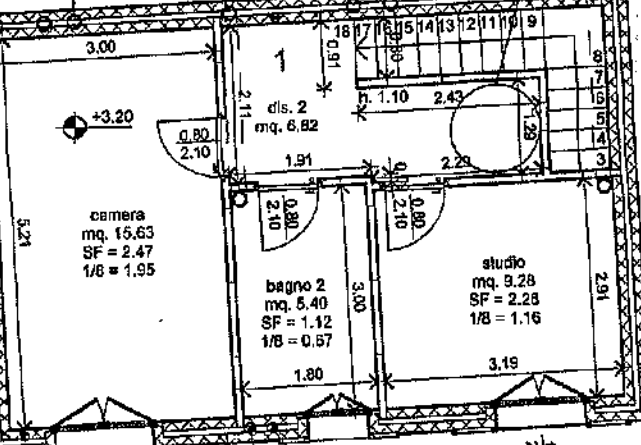 3.00
18 17 16 15 14 13 12 11 10 9
8
7
16
5
4
3
0.91
0.80
1
dis. 2
mq. 6,82
2.11
h. 1.10
2.43
1.28
+3.20
0.80
2.10
1.91
2.29
0.80
2.10
0.80
2.10
5.21
camera
mq. 15.63
SF = 2.47
1/8 = 1.95
bagno 2
mq. 5.40
SF = 1.12
1/8 = 0,67
3.00
studio
mq. 9.28
SF = 2.28
1/8 = 1.16
2.91
1.80
3.19